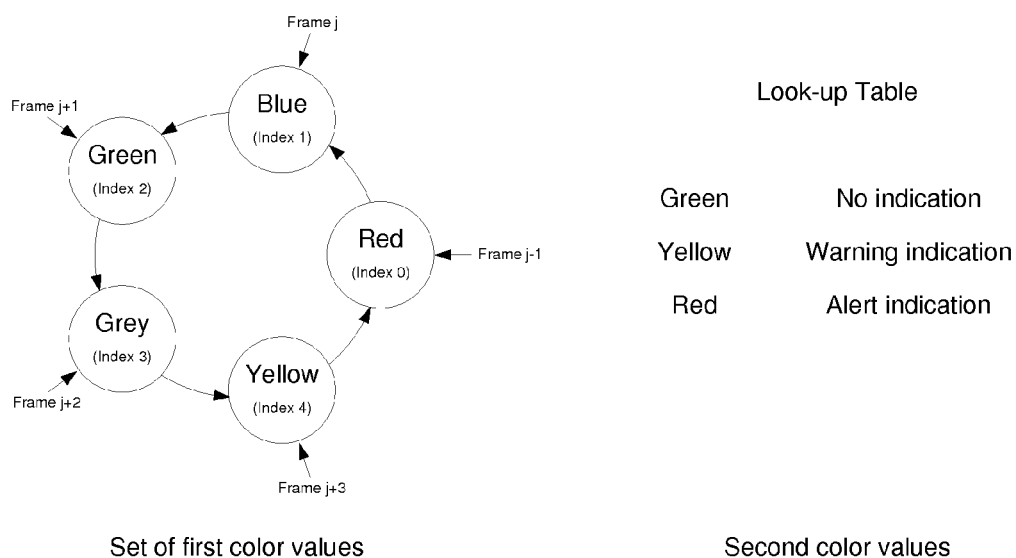 Frame j
Blue
(Index 1)
Frame j+1
Green
(Index 2)
Red
(Index 0)
Frame j-1
Grey
(Index 3)
Frame j+2
Yellow
(Index 4)
Frame j+3
Set of first color values
Look-up Table
Green No indication
Yellow Warning indication
Red Alert indication
Second color values